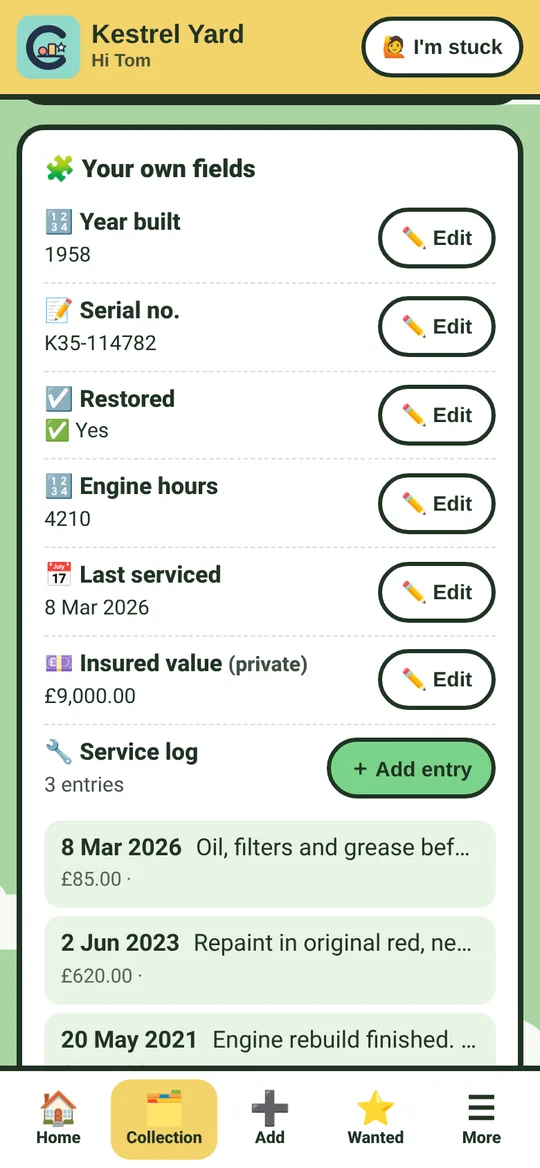 Kestrel Yard
Hi Tom
I'm stuck
Your own fields
Year built
1958
Edit
Serial no.
K35-114782
Edit
Restored
Yes
Edit
Engine hours
4210
Edit
Last serviced
8 Mar 2026
Edit
Insured value (private)
£9,000.00
Edit
Service log
3 entries
+ Add entry
8 Mar 2026 Oil, filters and grease bef…
£85.00 ·
2 Jun 2023 Repaint in original red, ne…
£620.00 ·
20 May 2021 Engine rebuild finished. …
Home
Collection
Add
Wanted
More